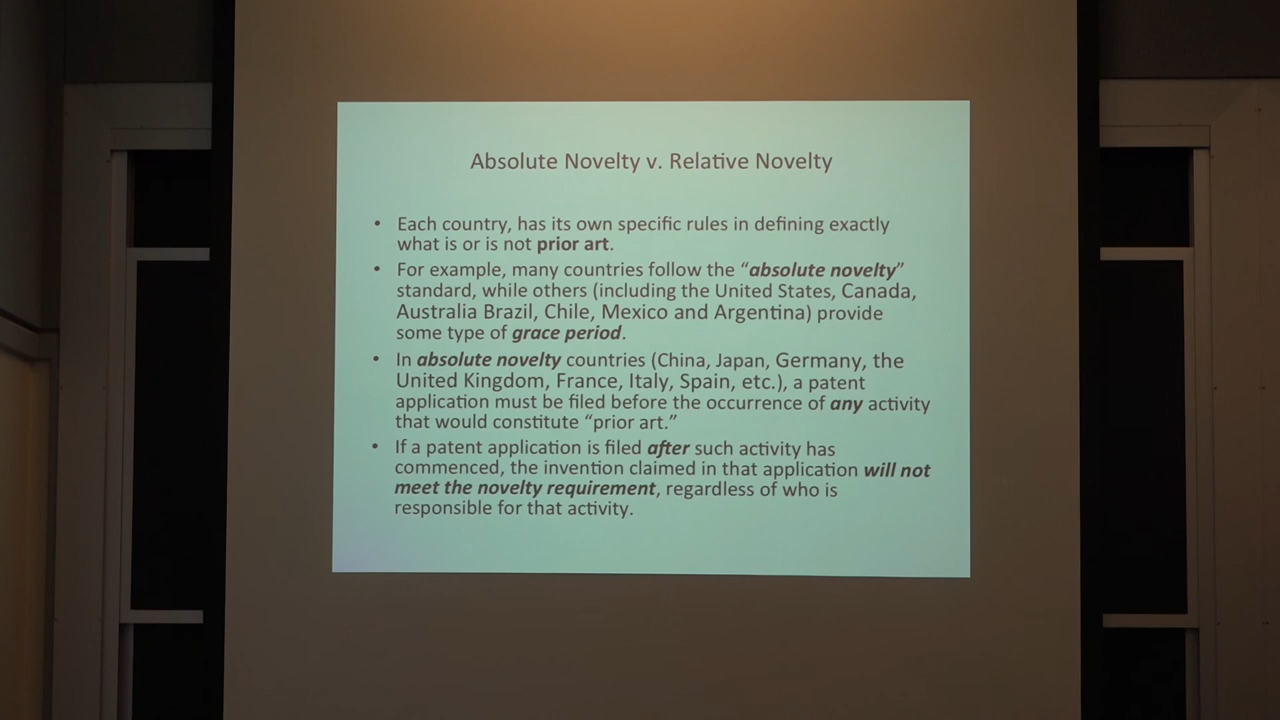 Absolute Novelty v. Relative Novelty
• Each country, has its own specific rules in defining exactly
what is or is not prior art.
• For example, many countries follow the “absolute novelty”
standard, while others (including the United States, Canada,
Australia Brazil, Chile, Mexico and Argentina) provide
some type of grace period.
• In absolute novelty countries (China, Japan, Germany, the
United Kingdom, France, Italy, Spain, etc.), a patent
application must be filed before the occurrence of any activity
that would constitute “prior art.”
• If a patent application is filed after such activity has
commenced, the invention claimed in that application will not
meet the novelty requirement, regardless of who is
responsible for that activity.